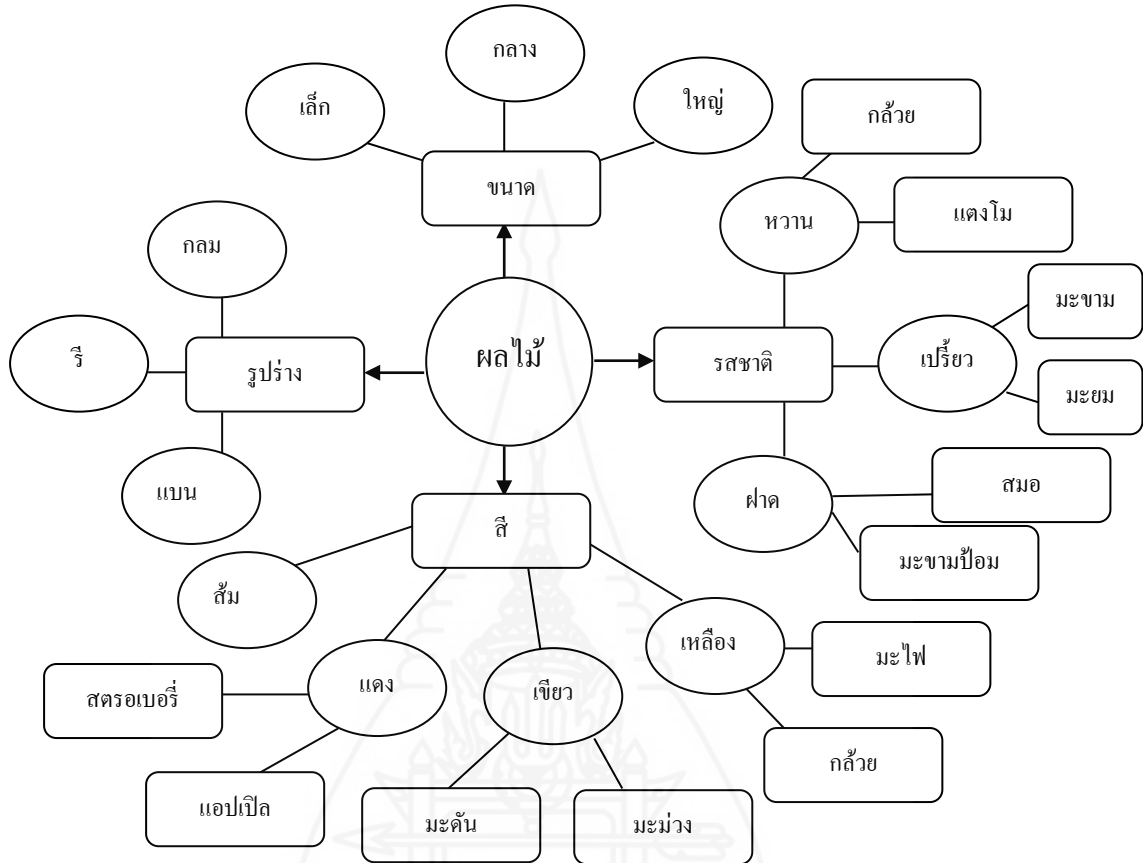 กลาง
เล็ก
ใหญ่
กล้วย
ขนาด
หวาน
แตงโม
กลม
มะขาม
รี
รูปร่าง
ผลไม้
รสชาติ
เปรี้ยว
มะยม
แบน
สี
ฝาด
สมอ
มะขามป้อม
ส้ม
เหลือง
มะไฟ
สตรอเบอรี่
แดง
เขียว
กล้วย
แอปเปิล
มะดัน
มะม่วง